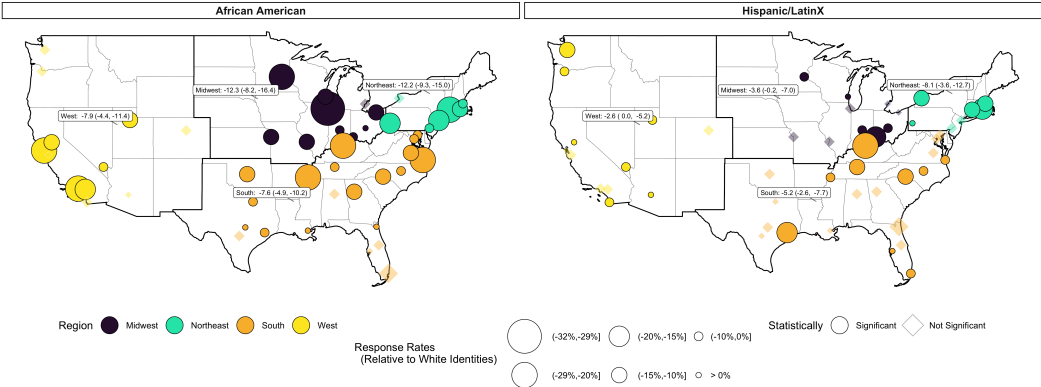 African American
Hispanic/LatinX
Northeast: -12.2 (-9.3, -15.0)
Midwest: -12.3 (-8.2, -16.4)
West: -7.9 (-4.4, -11.4)
South: -7.6 (-4.9, -10.2)
Northeast: -8.1 (-3.6, -12.7)
Midwest: -3.6 (-0.2, -7.0)
West: -2.6 ( 0.0, -5.2)
South: -5.2 (-2.6, -7.7)
Region Midwest Northeast South West
Response Rates
(Relative to White Identities)
(-32%,-29%] (-20%,-15%] (-10%,0%]
(-29%,-20%] (-15%,-10%] > 0%
Statistically Significant Not Significant